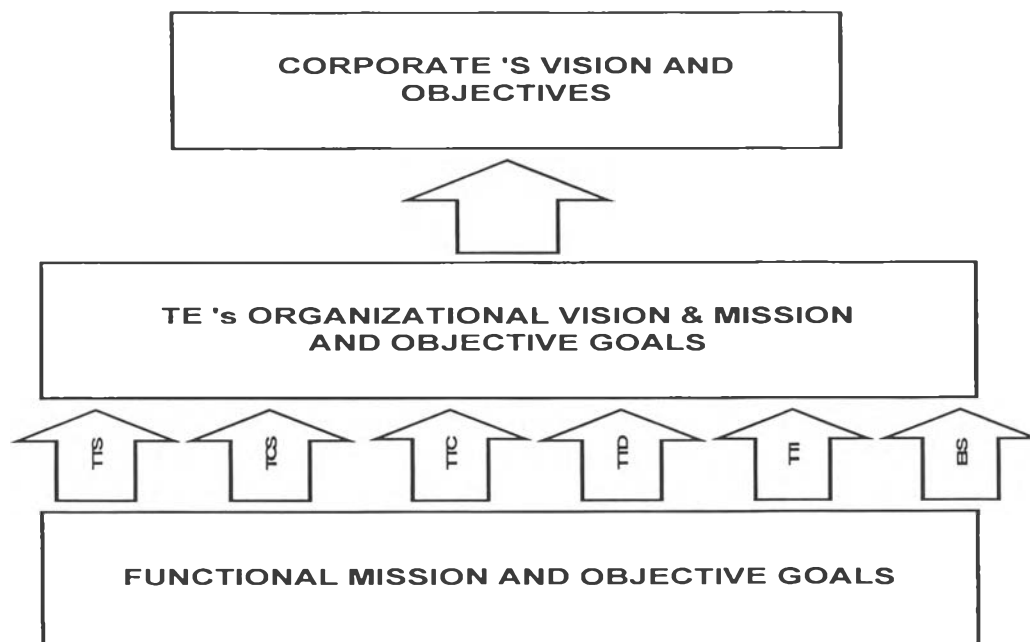 CORPORATE 'S VISION AND
OBJECTIVES
TE 's ORGANIZATIONAL VISION & MISSION
AND OBJECTIVE GOALS
TTS
TCS
TTC
TTD
TTI
BS
FUNCTIONAL MISSION AND OBJECTIVE GOALS